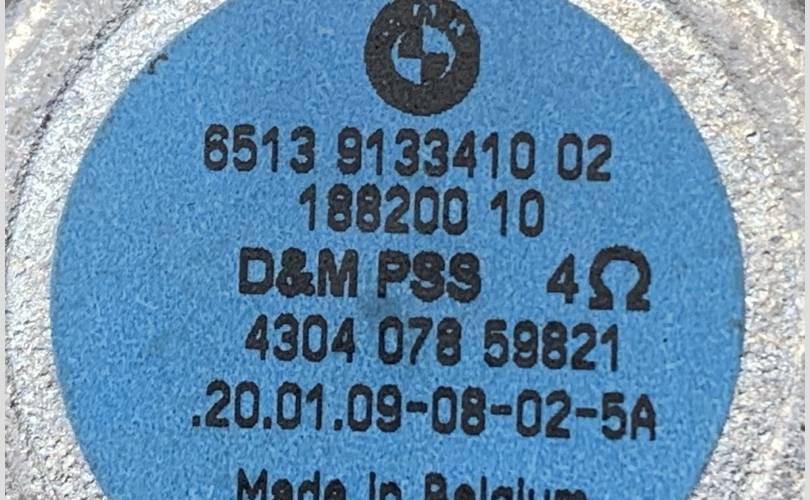 BMW
6513 9133410 02
188200 10
D&M PSS 4Ω
4304 078 59821
.20.01.09-08-02-5A
Made In Belgium